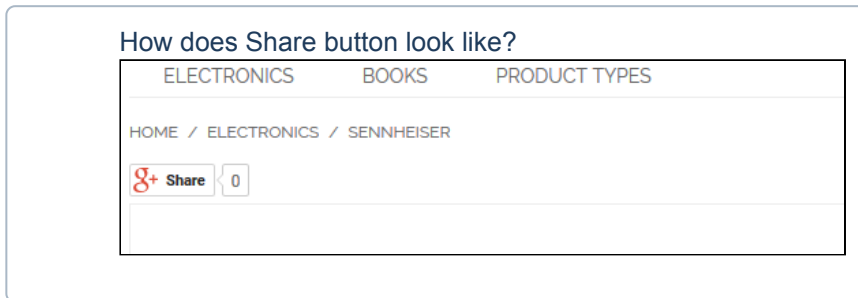 How does Share button look like?
ELECTRONICS BOOKS PRODUCT TYPES
HOME / ELECTRONICS / SENNHEISER
g+ Share 0